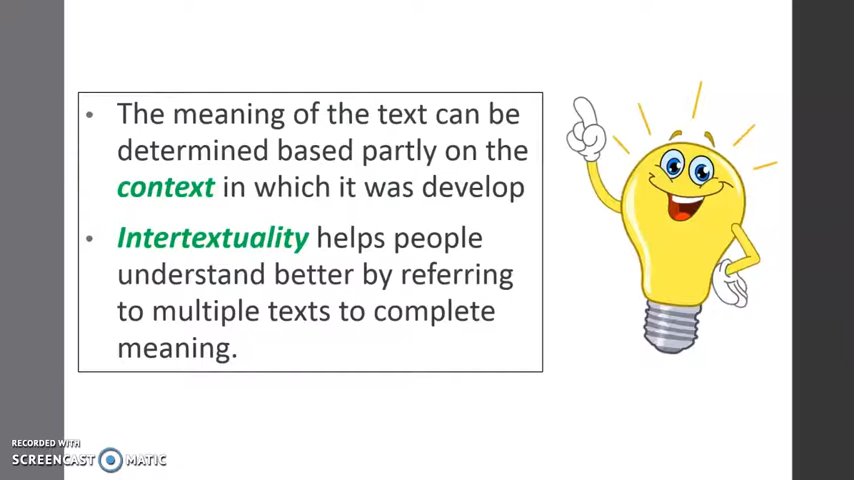 • The meaning of the text can be
determined based partly on the
context in which it was develop
• Intertextuality helps people
understand better by referring
to multiple texts to complete
meaning.
RECORDED WITH
SCREENCAST MATIC